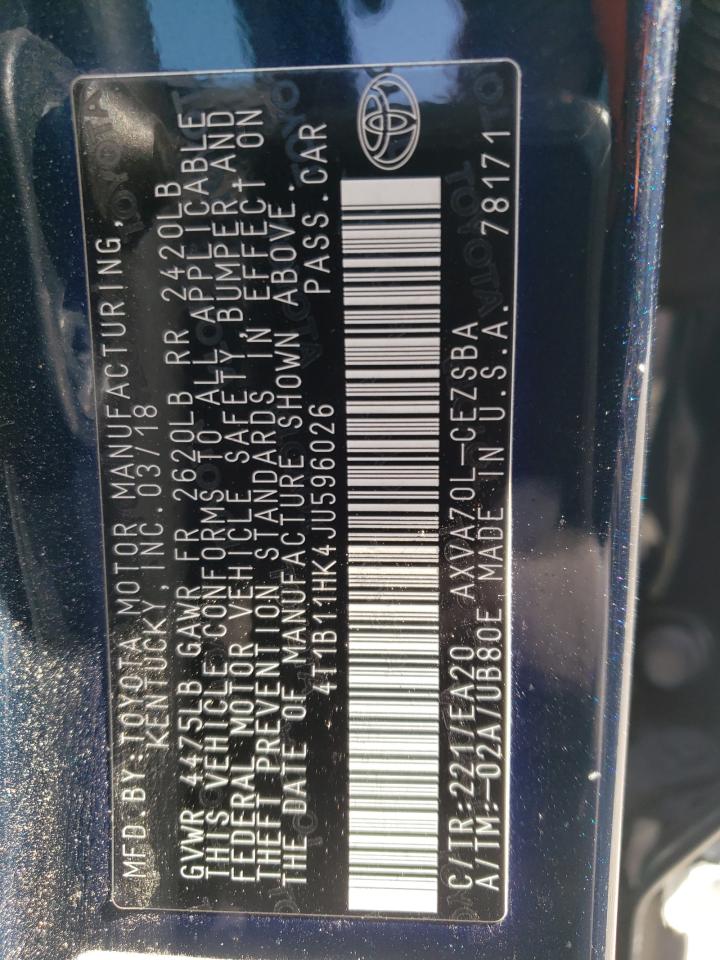 MFD.BY:TOYOTA MOTOR MANUFACTURING,
KENTUCKY, INC. 03/18
GVWR 4475LB GAWR FR 2620LB RR 2420LB
THIS VEHICLE CONFORMS TO ALL APPLICABLE
FEDERAL MOTOR VEHICLE SAFETY, BUMPER, AND
THEFT PREVENTION STANDARDS IN EFFECT ON
THE DATE OF MANUFACTURE SHOWN ABOVE.
4T1B11HK4JU596026 PASS.CAR
C/TR:221/EA20 AXVA70L-CEZSBA
A/TM:-02A/UB80E MADE IN U.S.A. 78171
TOYOTA